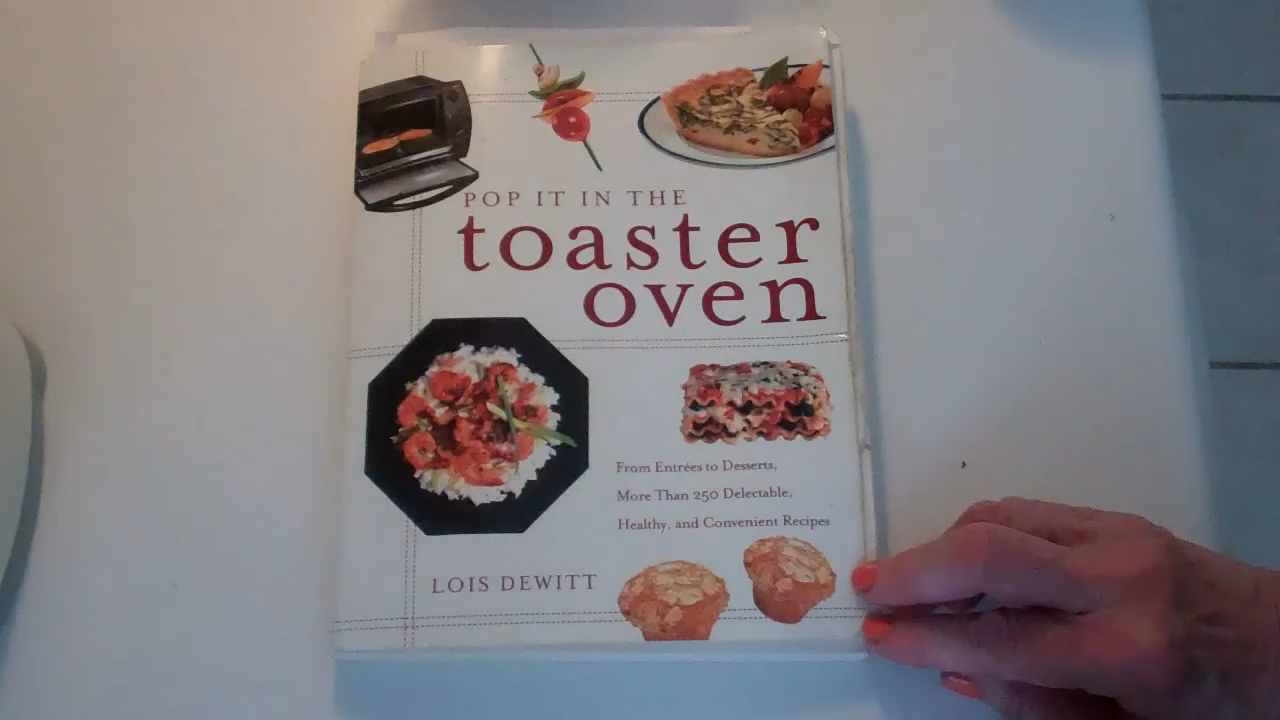 POP IT IN THE
toaster
oven
From Entrées to Desserts,
More Than 250 Delectable,
Healthy, and Convenient Recipes
LOIS DEWITT